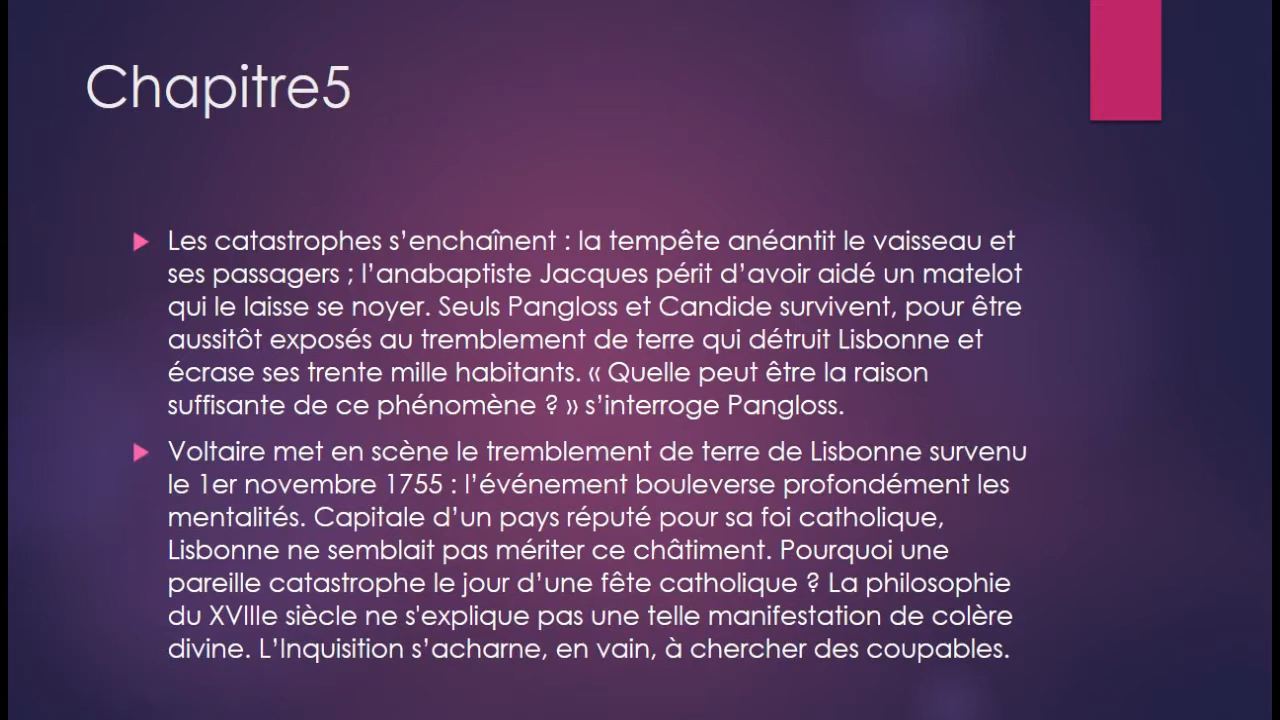 Chapitre5
Les catastrophes s’enchaînent : la tempête anéantit le vaisseau et
ses passagers ; l’anabaptiste Jacques périt d’avoir aidé un matelot
qui le laisse se noyer. Seuls Pangloss et Candide survivent, pour être
aussitôt exposés au tremblement de terre qui détruit Lisbonne et
écrase ses trente mille habitants. « Quelle peut être la raison
suffisante de ce phénomène ? » s’interroge Pangloss.
Voltaire met en scène le tremblement de terre de Lisbonne survenu
le 1er novembre 1755 : l’événement bouleverse profondément les
mentalités. Capitale d’un pays réputé pour sa foi catholique,
Lisbonne ne semblait pas mériter ce châtiment. Pourquoi une
pareille catastrophe le jour d’une fête catholique ? La philosophie
du XVIIIe siècle ne s'explique pas une telle manifestation de colère
divine. L’Inquisition s’acharne, en vain, à chercher des coupables.